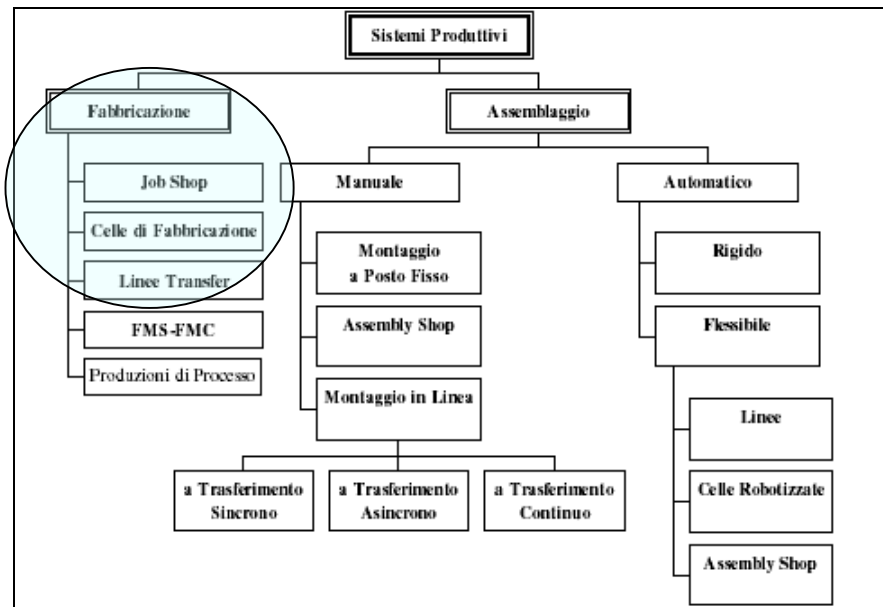 Sistemi Produttivi
Fabbricazione
Assemblaggio
Job Shop
Celle di Fabbricazione
Linee Transfer
FMS-FMC
Produzioni di Processo
Manuale
Montaggio
a Posto Fisso
Assembly Shop
Montaggio in Linea
a Trasferimento
Sincrono
a Trasferimento
Asincrono
a Trasferimento
Continuo
Automatico
Rigido
Flessibile
Linee
Celle Robotizzate
Assembly Shop